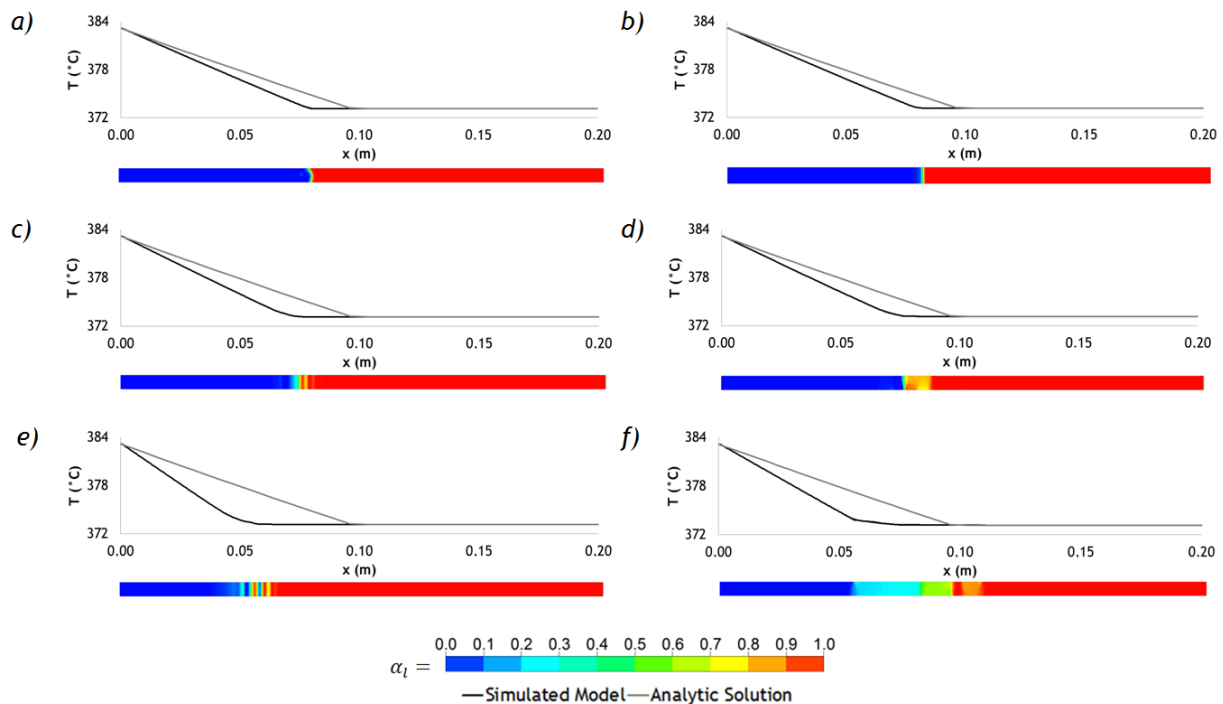 a)
384
378
372
T (°C)
0.00 0.05 0.10 0.15 0.20
x (m)
b)
384
378
372
T (°C)
0.00 0.05 0.10 0.15 0.20
x (m)
c)
384
378
372
T (°C)
0.00 0.05 0.10 0.15 0.20
x (m)
d)
384
378
372
T (°C)
0.00 0.05 0.10 0.15 0.20
x (m)
e)
384
378
372
T (°C)
0.00 0.05 0.10 0.15 0.20
x (m)
f)
384
378
372
T (°C)
0.00 0.05 0.10 0.15 0.20
x (m)
0.0 0.1 0.2 0.3 0.4 0.5 0.6 0.7 0.8 0.9 1.0
αl =
Simulated Model Analytic Solution